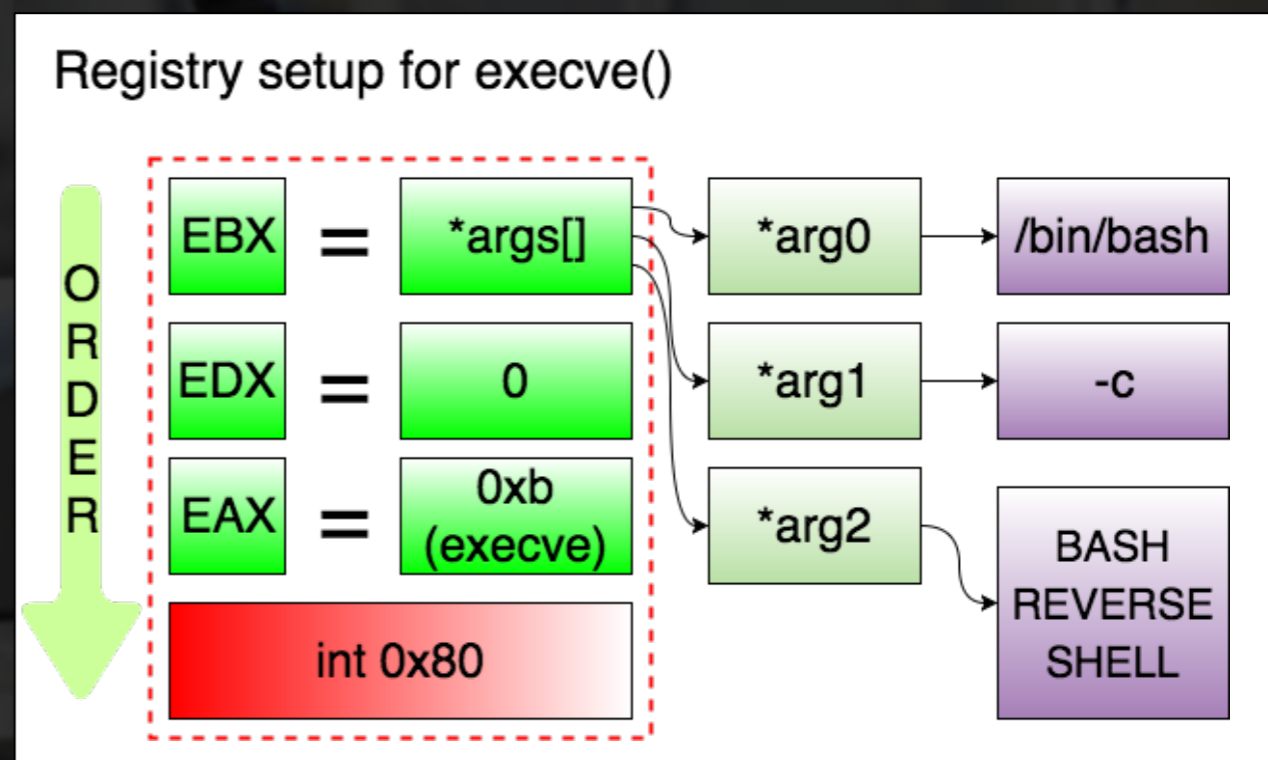 Registry setup for execve()
O
R
D
E
R
EBX = *args[] *arg0 /bin/bash
EDX = 0 *arg1 -c
EAX = 0xb
(execve)
*arg2
BASH
REVERSE
SHELL
int 0x80